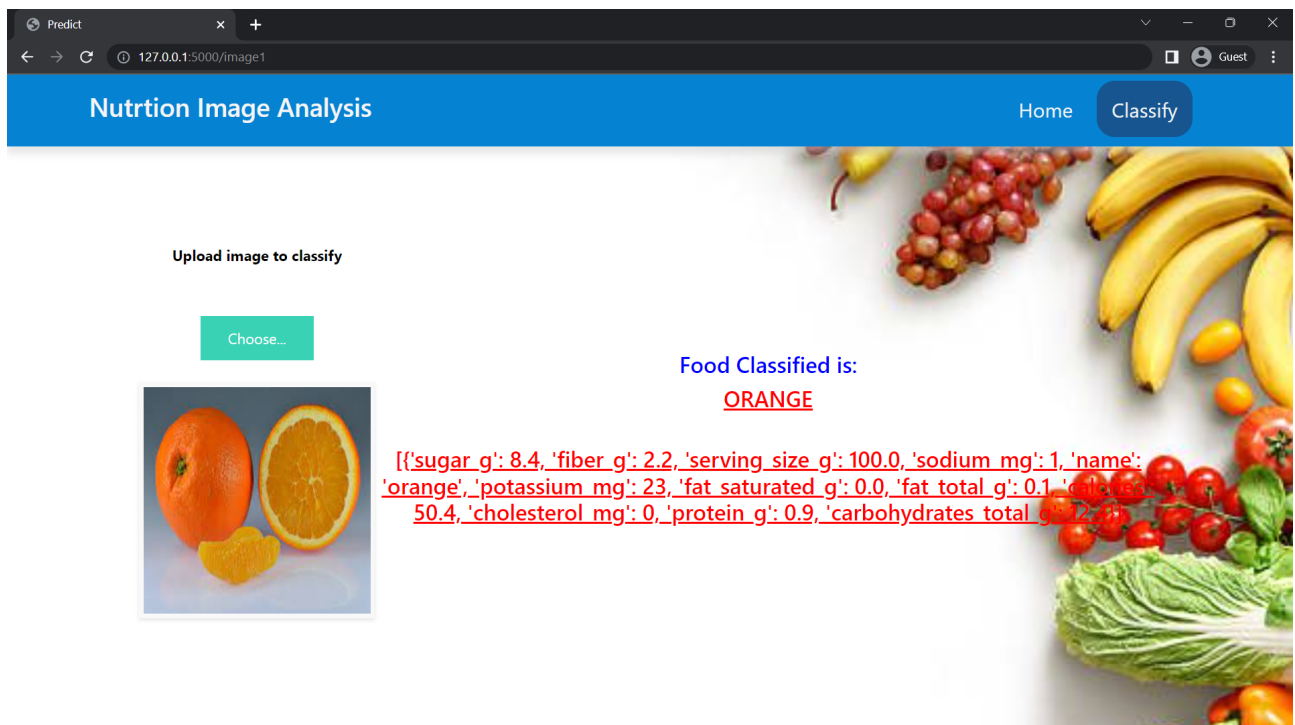 Predict
127.0.0.1:5000/image1
Guest
Nutrtion Image Analysis
Home
Classify
Upload image to classify
Choose...
Food Classified is:
ORANGE
[{'sugar_g': 8.4, 'fiber_g': 2.2, 'serving_size_g': 100.0, 'sodium_mg': 1, 'name':
'orange', 'potassium_mg': 23, 'fat_saturated_g': 0.0, 'fat_total_g': 0.1, 'calories':
50.4, 'cholesterol_mg': 0, 'protein_g': 0.9, 'carbohydrates_total_g':